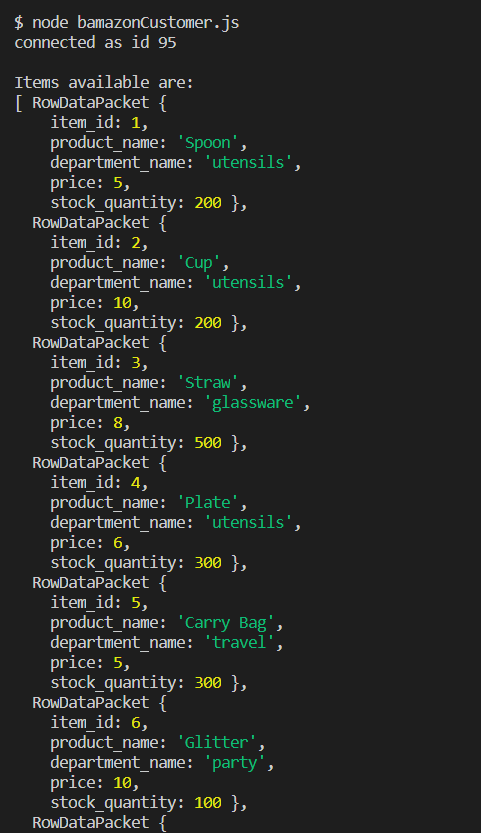 $ node bamazonCustomer.js
connected as id 95
Items available are:
[ RowDataPacket {
item_id: 1,
product_name: 'Spoon',
department_name: 'utensils',
price: 5,
stock_quantity: 200 },
RowDataPacket {
item_id: 2,
product_name: 'Cup',
department_name: 'utensils',
price: 10,
stock_quantity: 200 },
RowDataPacket {
item_id: 3,
product_name: 'Straw',
department_name: 'glassware',
price: 8,
stock_quantity: 500 },
RowDataPacket {
item_id: 4,
product_name: 'Plate',
department_name: 'utensils',
price: 6,
stock_quantity: 300 },
RowDataPacket {
item_id: 5,
product_name: 'Carry Bag',
department_name: 'travel',
price: 5,
stock_quantity: 300 },
RowDataPacket {
item_id: 6,
product_name: 'Glitter',
department_name: 'party',
price: 10,
stock_quantity: 100 },
RowDataPacket {